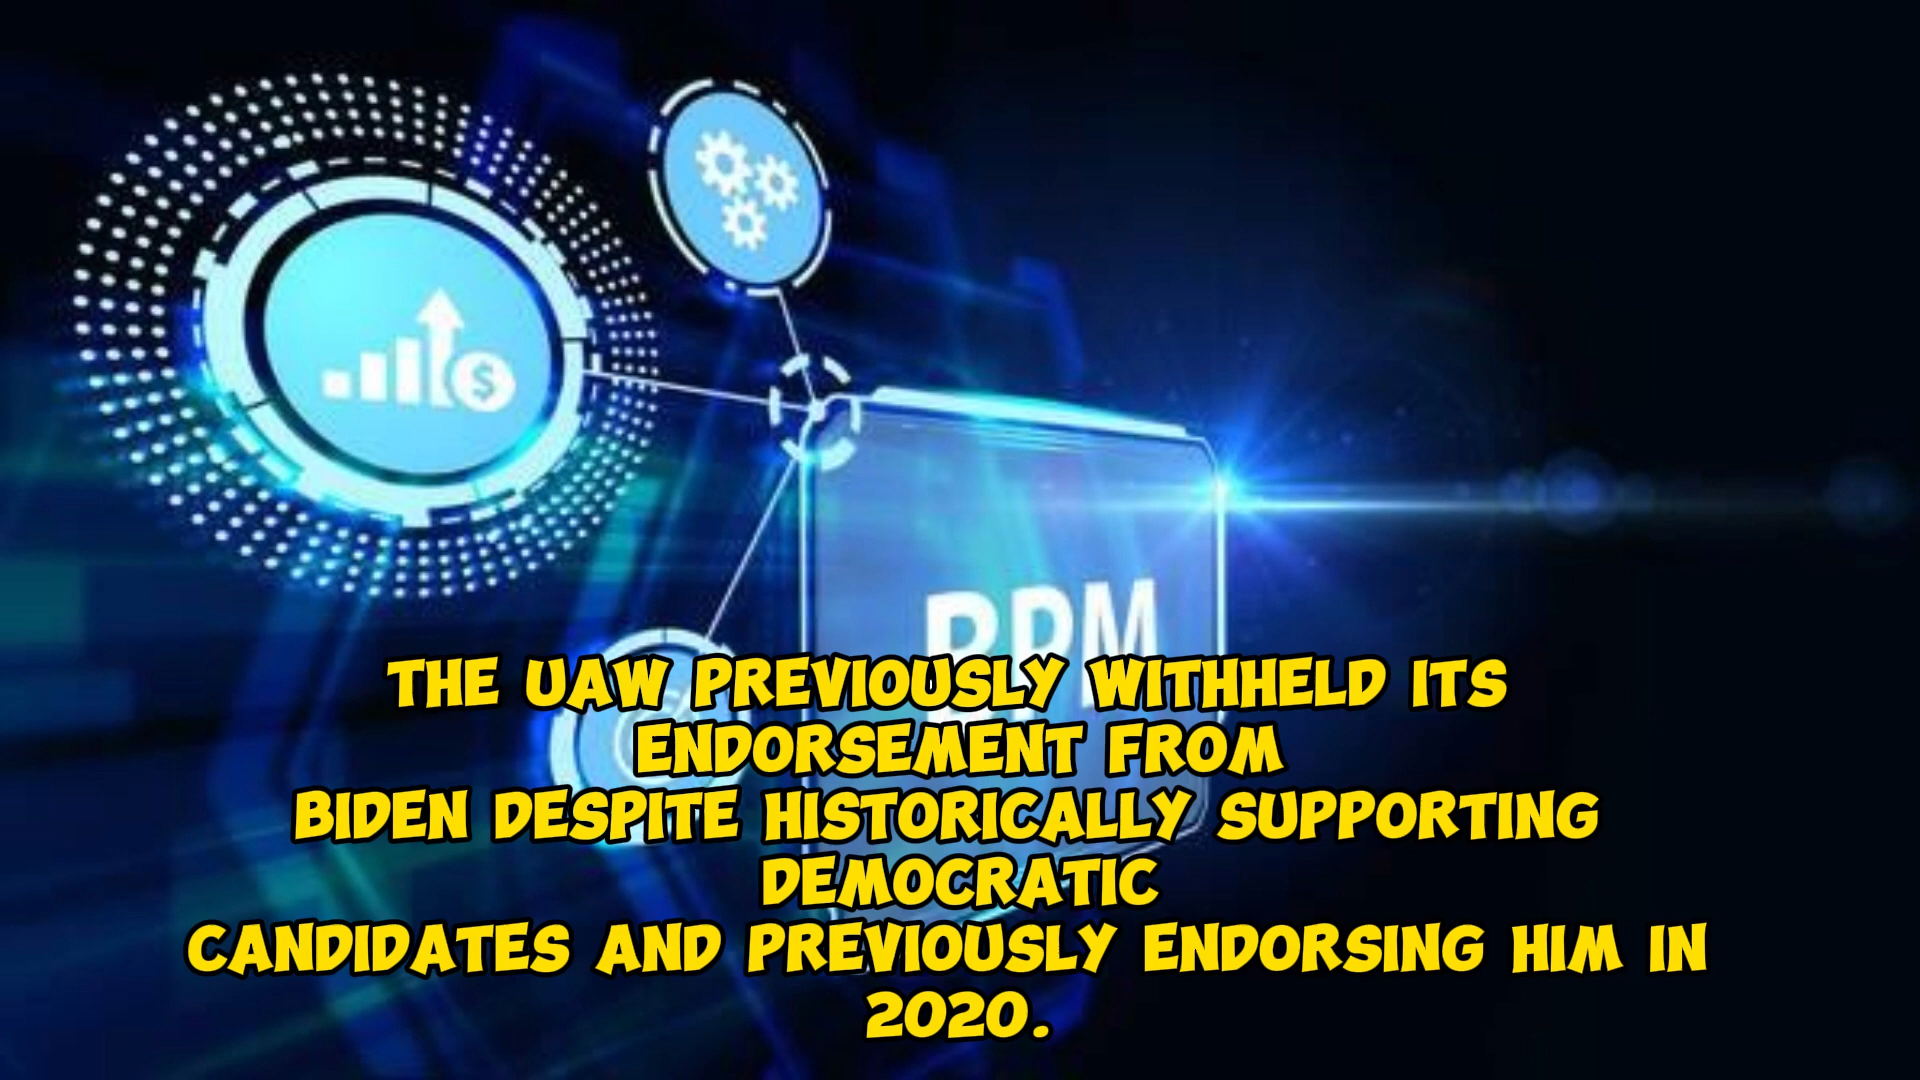 BPM
THE UAW PREVIOUSLY WITHHELD ITS
ENDORSEMENT FROM
BIDEN DESPITE HISTORICALLY SUPPORTING
DEMOCRATIC
CANDIDATES AND PREVIOUSLY ENDORSING HIM IN
2020.